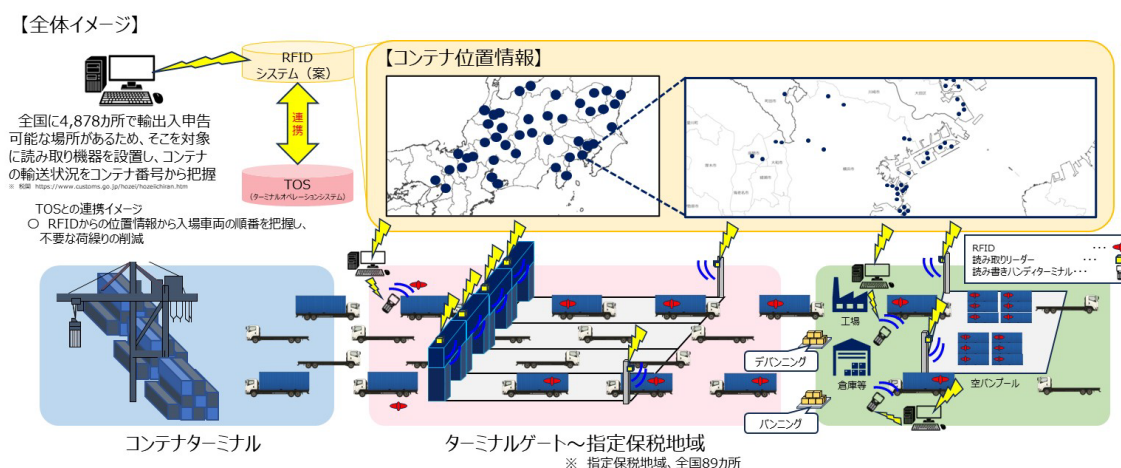 【全体イメージ】
RFID
システム（案）
連携
TOS
(ターミナルオペレーションシステム)
全国に4,878カ所で輸出入申告
可能な場所があるため、そこを対象
に読み取り機器を設置し、コンテナ
の輸送状況をコンテナ番号から把握
※ 税関 https://www.customs.go.jp/hozei/hozeiichiran.htm
TOSとの連携イメージ
○ RFIDからの位置情報から入場車両の順番を把握し、
不要な荷繰りの削減
【コンテナ位置情報】
RFID ・・・
読み取りリーダー ・・・
読み書きハンディターミナル・・・
工場
デバンニング
倉庫等
バンニング
空バンプール
コンテナターミナル
ターミナルゲート～指定保税地域
※ 指定保税地域、全国89カ所